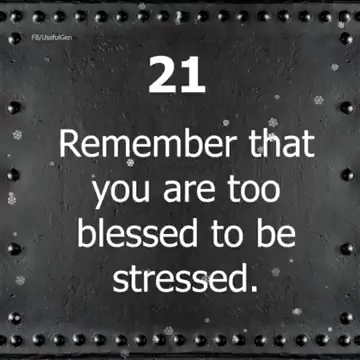 FB/UsefulGen
21
Remember that
you are too
blessed to be
stressed.